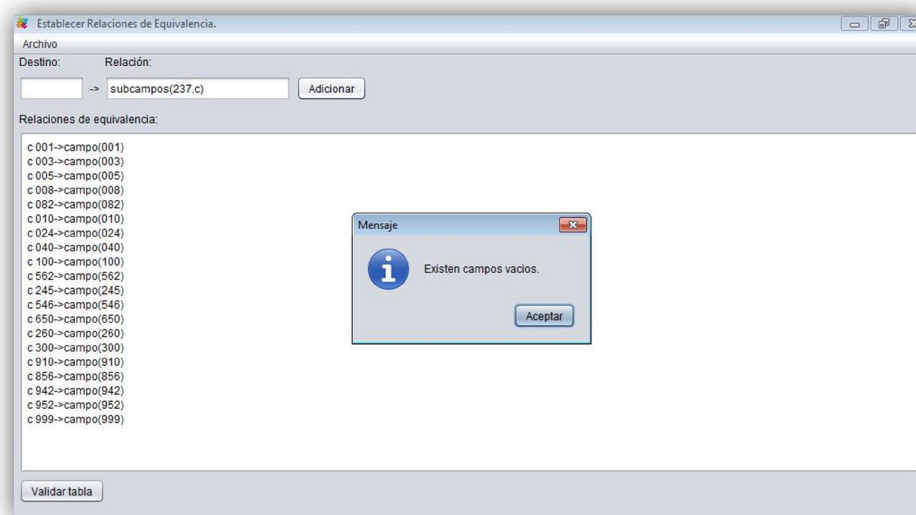 Establecer Relaciones de Equivalencia.
Archivo
Destino: Relación:
-> subcampos(237,c) Adicionar
Relaciones de equivalencia:
c 001->campo(001)
c 003->campo(003)
c 005->campo(005)
c 008->campo(008)
c 082->campo(082)
c 010->campo(010)
c 024->campo(024)
c 040->campo(040)
c 100->campo(100)
c 562->campo(562)
c 245->campo(245)
c 546->campo(546)
c 650->campo(650)
c 260->campo(260)
c 300->campo(300)
c 910->campo(910)
c 856->campo(856)
c 942->campo(942)
c 952->campo(952)
c 999->campo(999)
Mensaje
Existen campos vacios.
Aceptar
Validar tabla